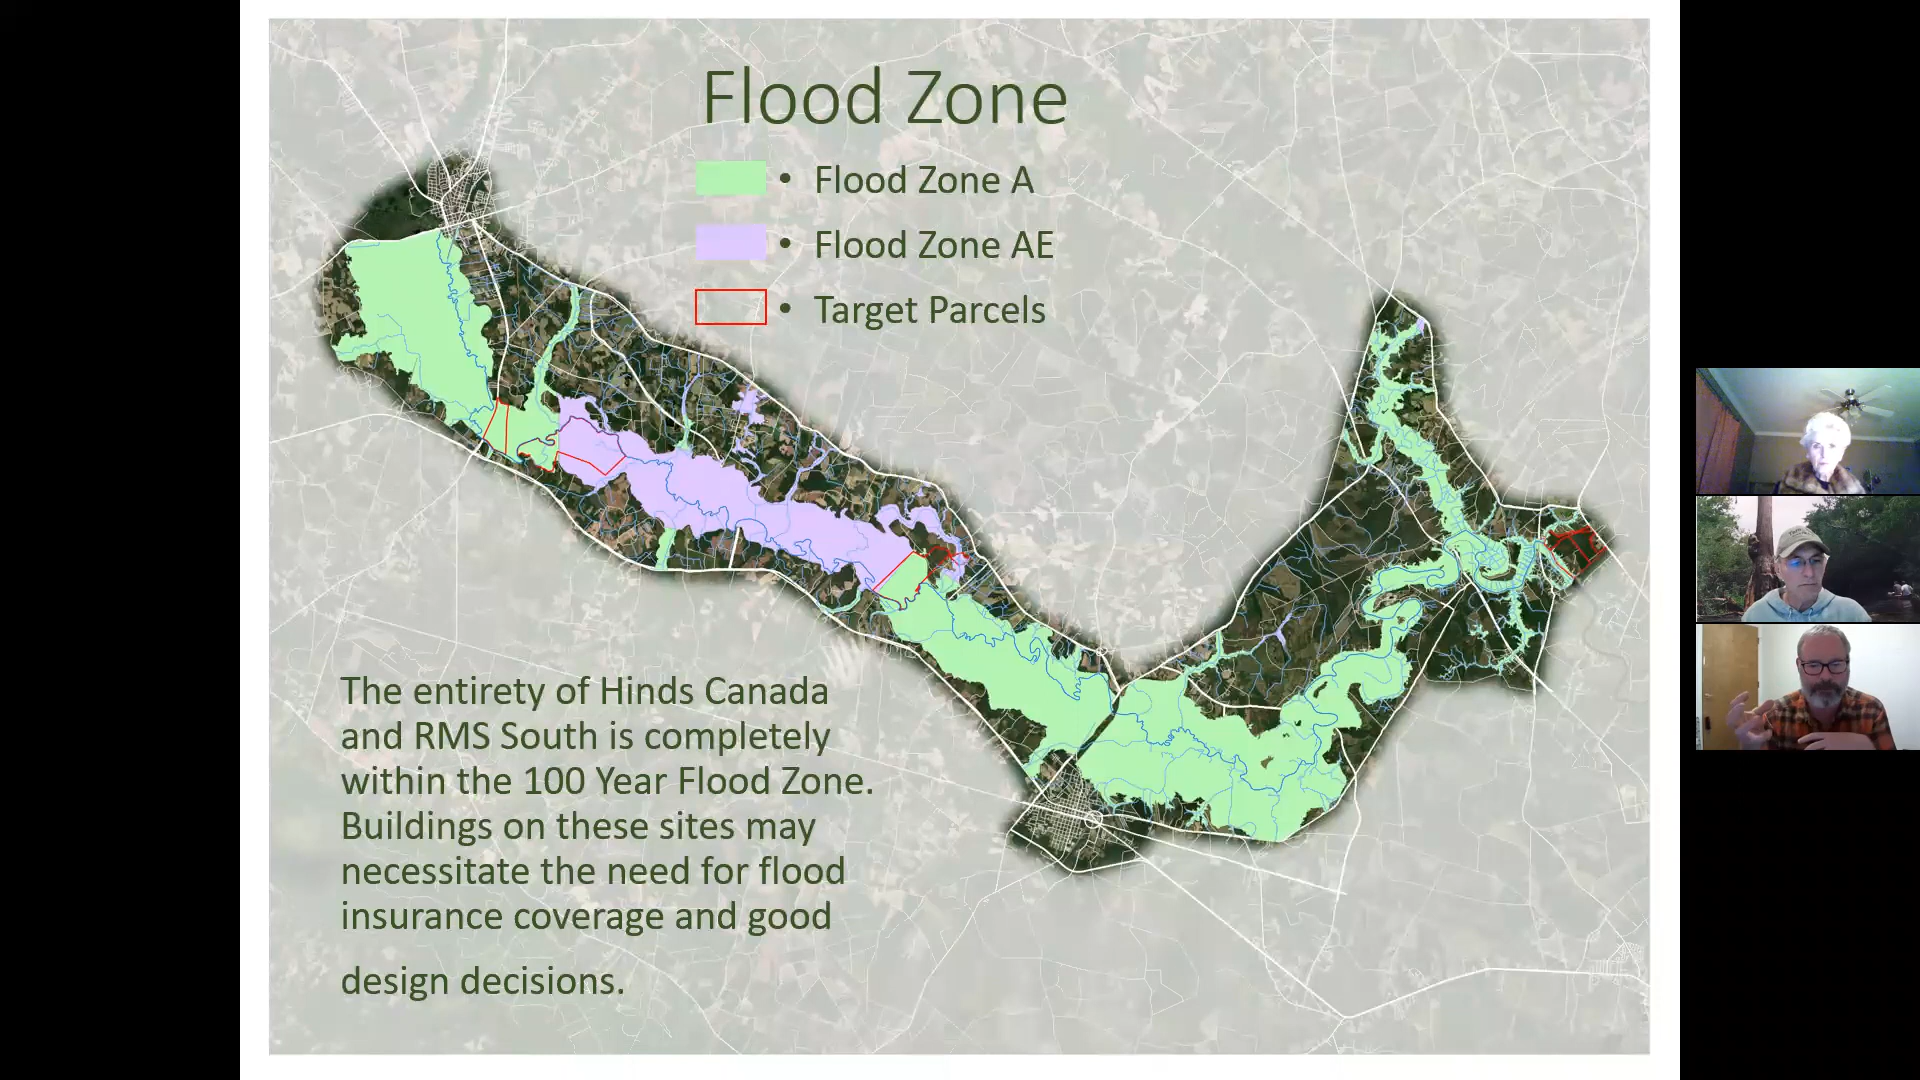 Flood Zone
• Flood Zone A
• Flood Zone AE
• Target Parcels
The entirety of Hinds Canada
and RMS South is completely
within the 100 Year Flood Zone.
Buildings on these sites may
necessitate the need for flood
insurance coverage and good
design decisions.